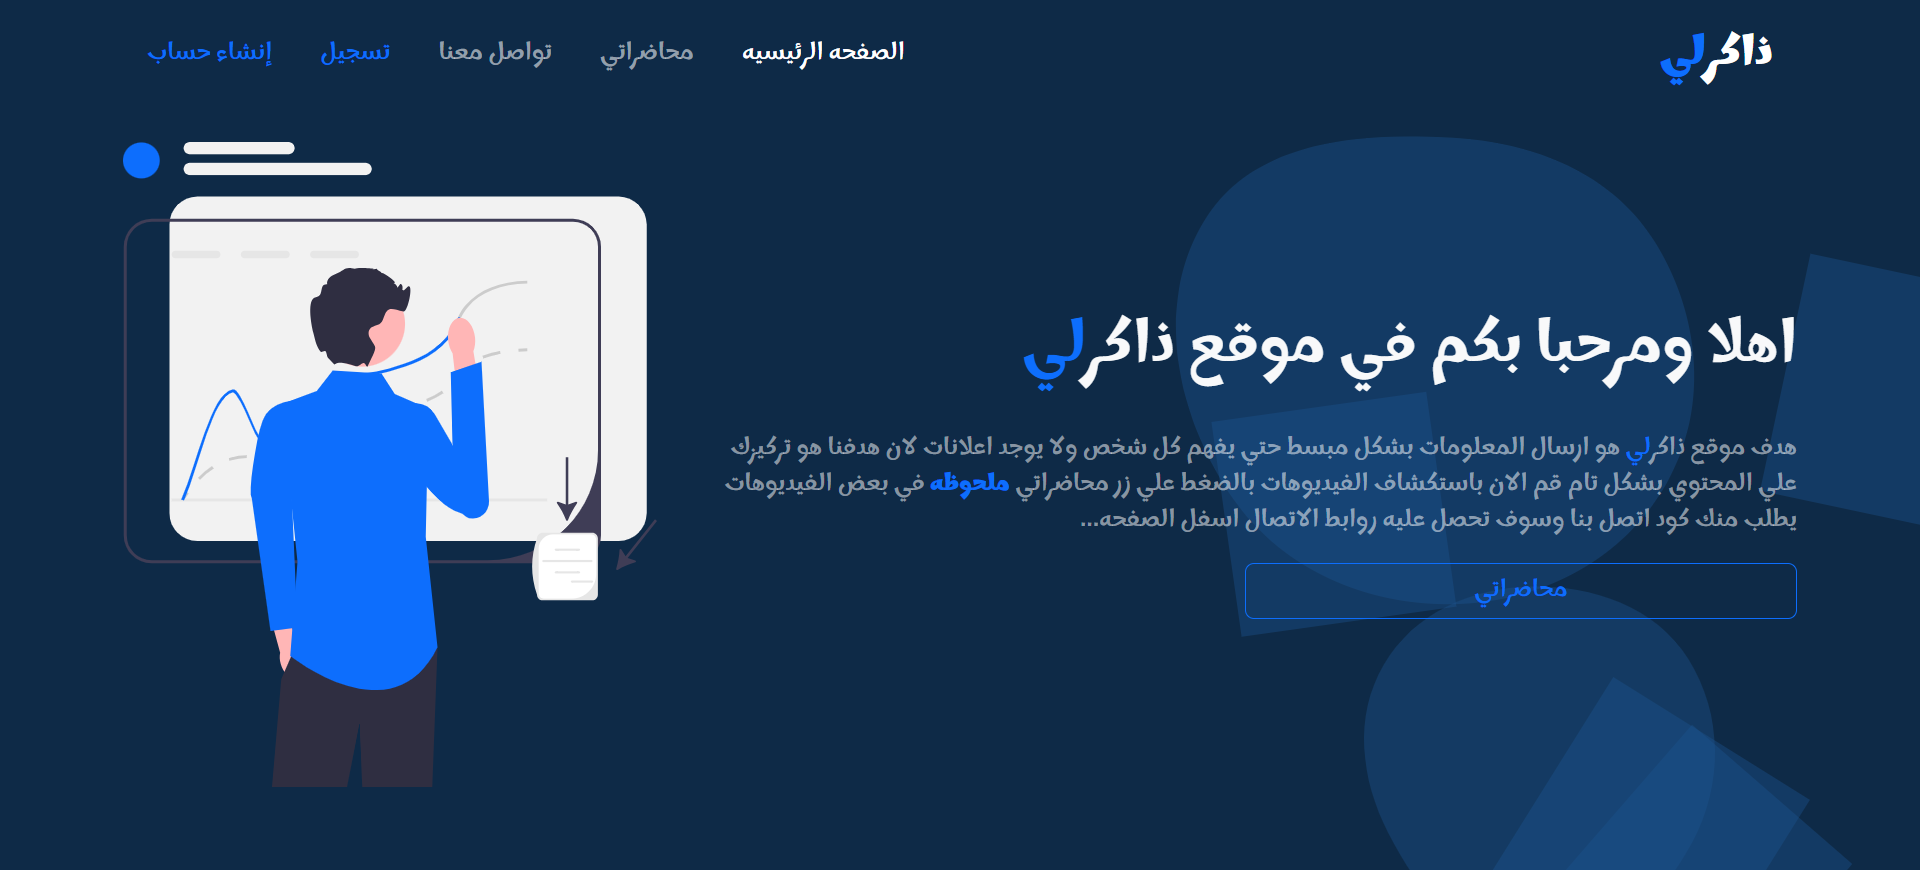 ذاكرلي
الصفحه الرئيسيه
محاضراتي
تواصل معنا
تسجيل
إنشاء حساب
اهلا ومرحبا بكم في موقع ذاكرلي
هدف موقع ذاكرلي هو ارسال المعلومات بشكل مبسط حتي يفهم كل شخص ولا يوجد اعلانات لان هدفنا هو تركيزك
علي المحتوي بشكل تام قم الان باستكشاف الفيديوهات بالضغط علي زر محاضراتي ملحوظه في بعض الفيديوهات
يطلب منك كود اتصل بنا وسوف تحصل عليه روابط الاتصال اسفل الصفحه...
محاضراتي